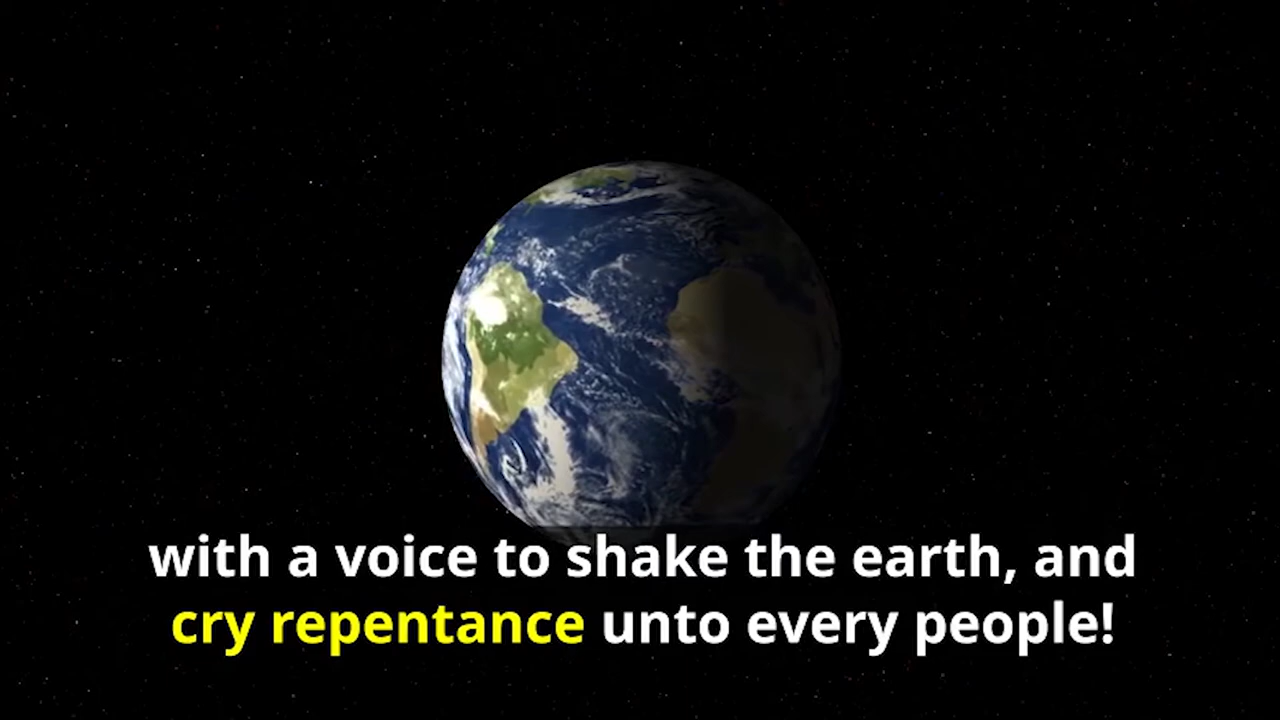 with a voice to shake the earth, and
cry repentance unto every people!